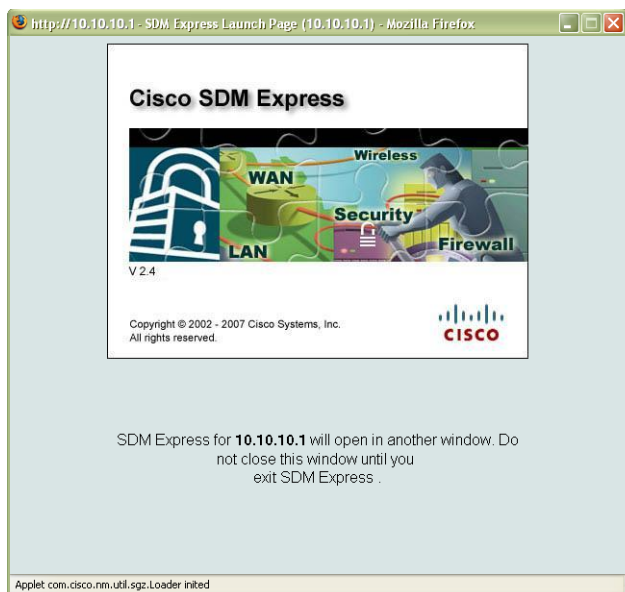 http://10.10.10.1 - SDM Express Launch Page (10.10.10.1) - Mozilla Firefox
Cisco SDM Express
Wireless
WAN
Security
Firewall
LAN
V 2.4
Copyright © 2002 - 2007 Cisco Systems, Inc.
All rights reserved.
CISCO
SDM Express for 10.10.10.1 will open in another window. Do
not close this window until you
exit SDM Express .
Applet com.cisco.nm.util.sgz.Loader inited